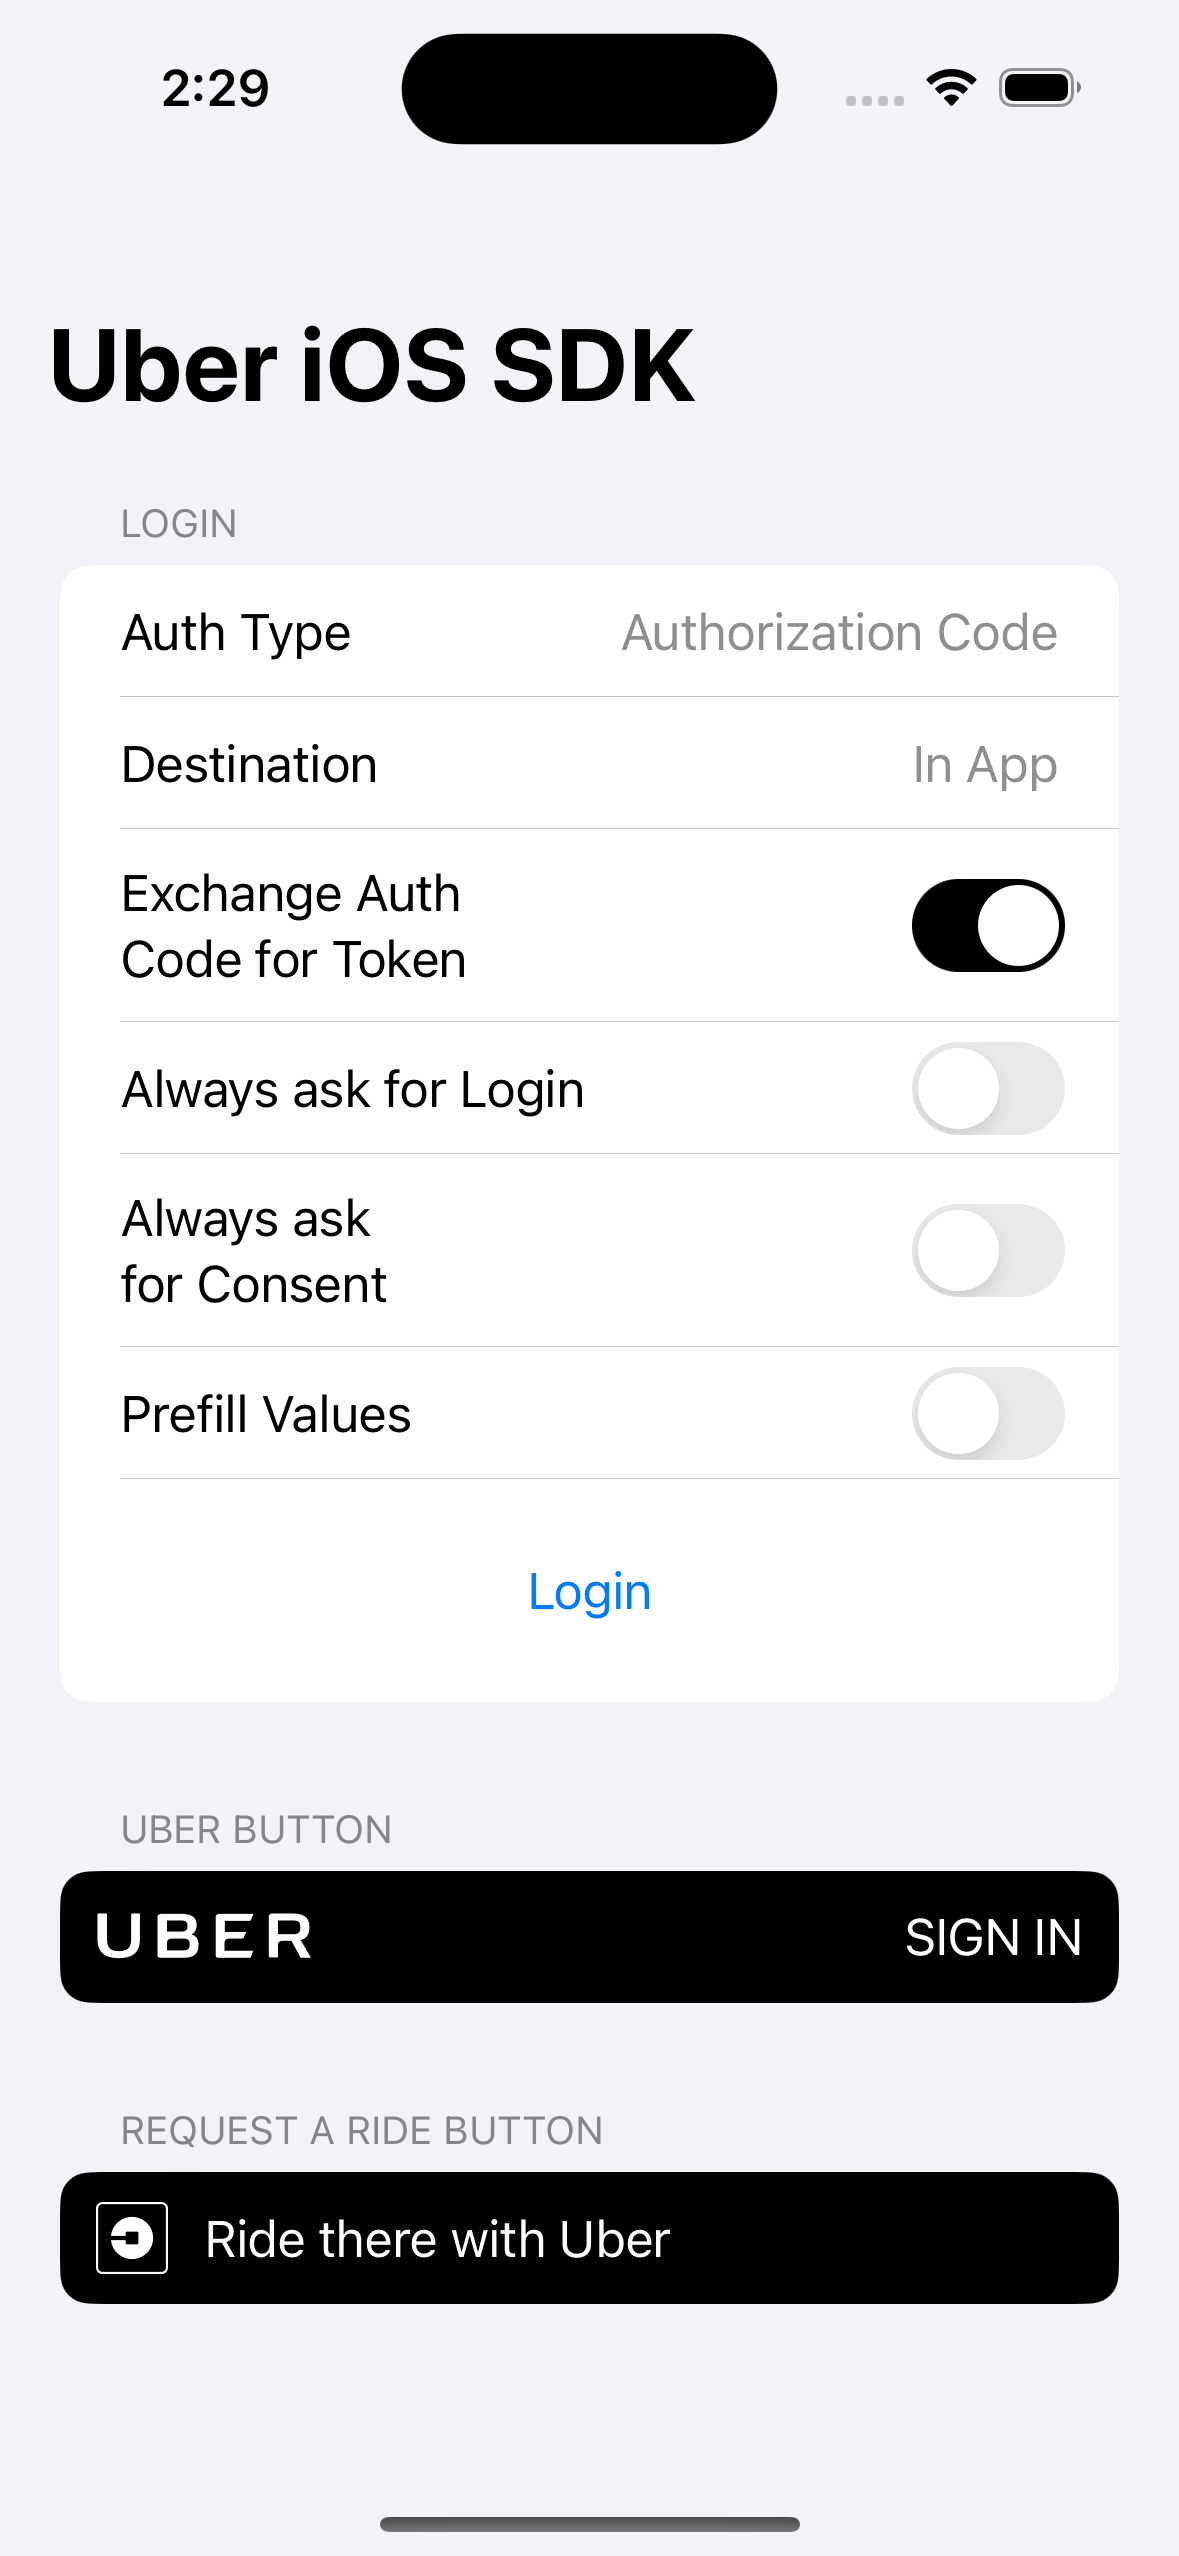 2:29
Uber iOS SDK
LOGIN
Auth Type Authorization Code
Destination In App
Exchange Auth
Code for Token
Always ask for Login
Always ask
for Consent
Prefill Values
Login
UBER BUTTON
UBER SIGN IN
REQUEST A RIDE BUTTON
Ride there with Uber